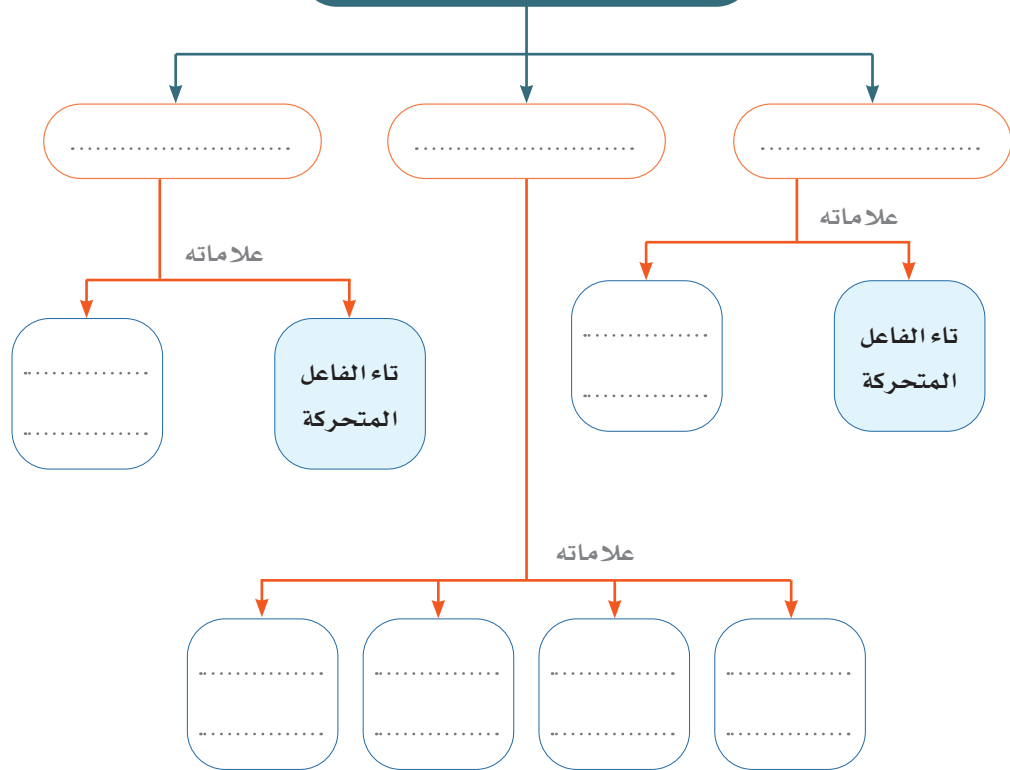 علاماته
علاماته
تاء الفاعل
المتحركة
تاء الفاعل
المتحركة
علاماته